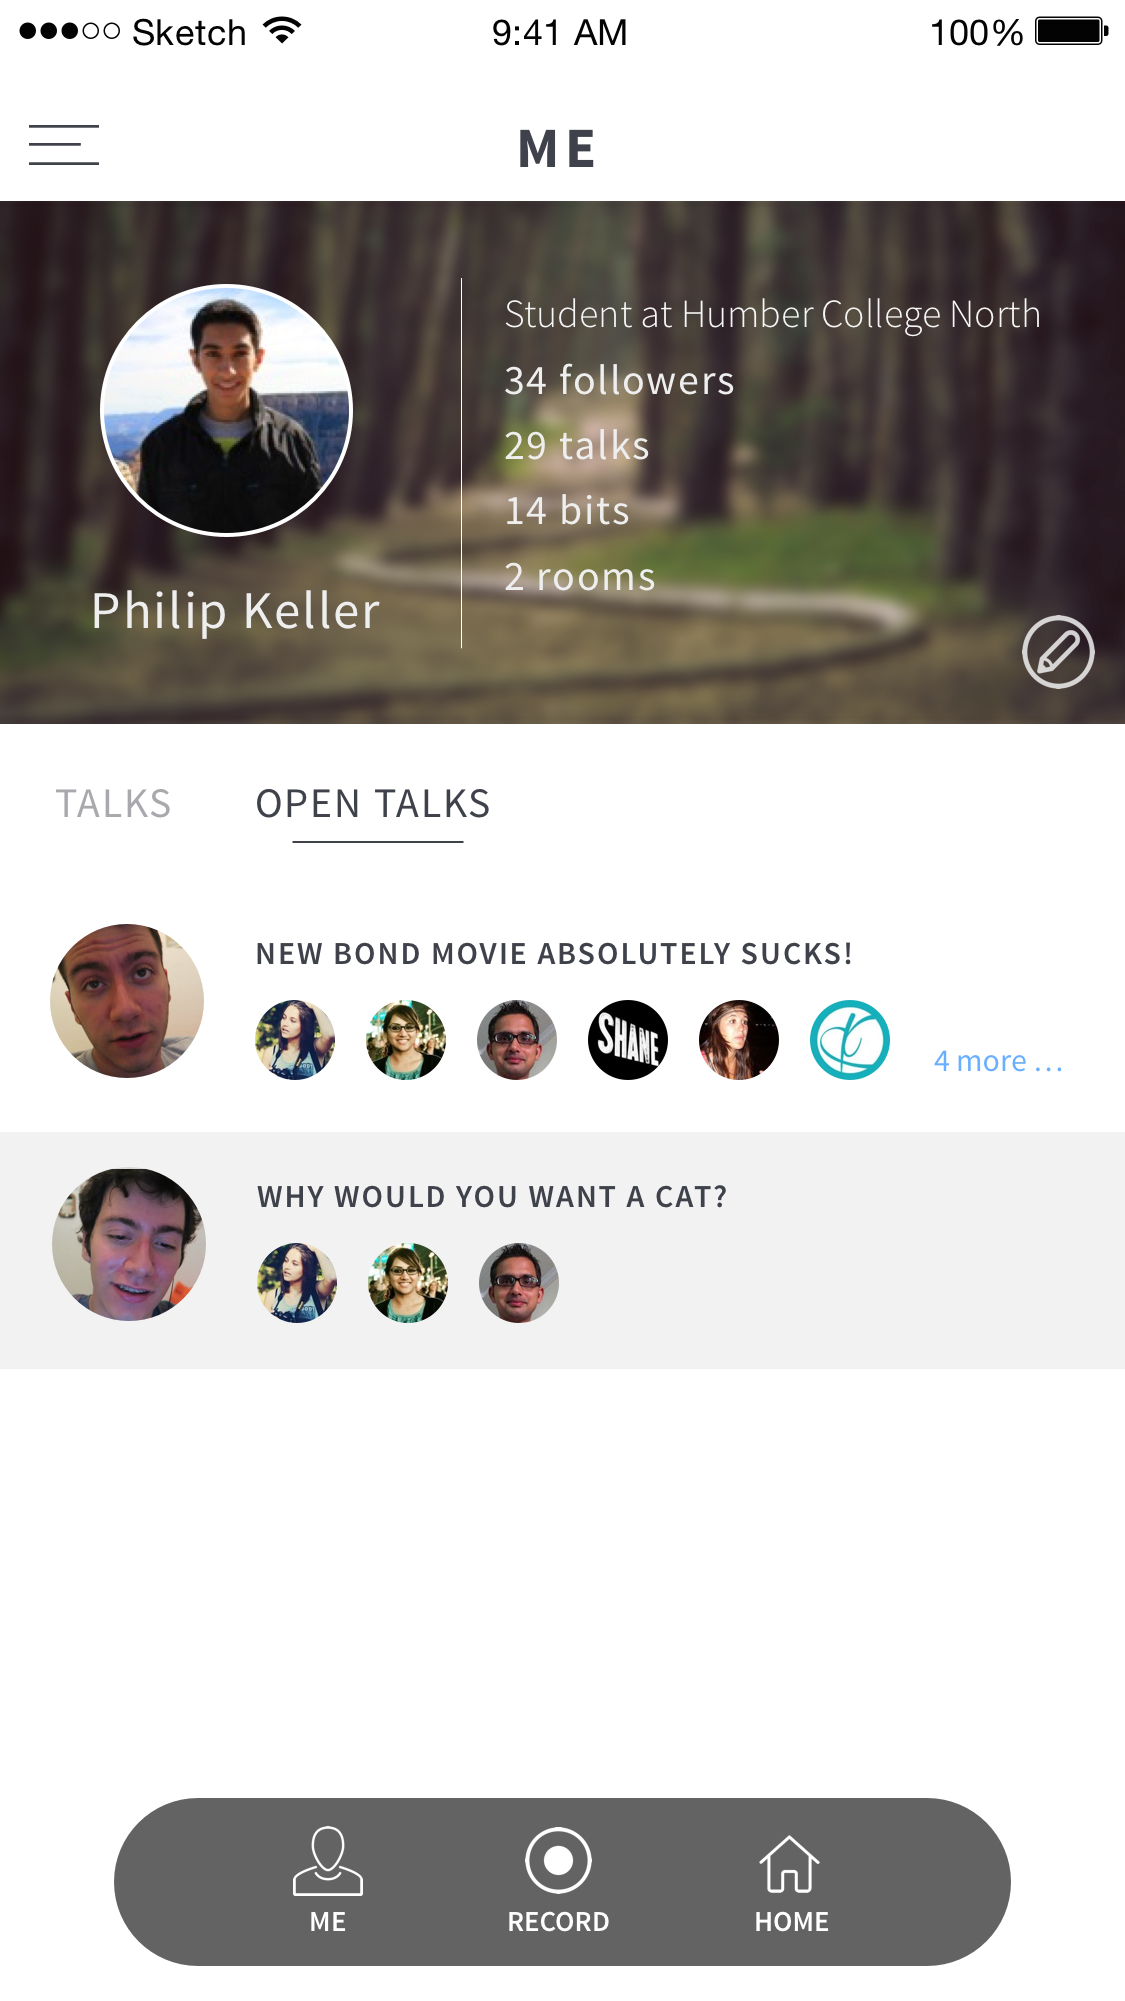 Sketch 9:41 AM 100%
ME
Student at Humber College North
34 followers
29 talks
14 bits
2 rooms
Philip Keller
TALKS OPEN TALKS
NEW BOND MOVIE ABSOLUTELY SUCKS!
SHANE
4 more ...
WHY WOULD YOU WANT A CAT?
ME RECORD HOME